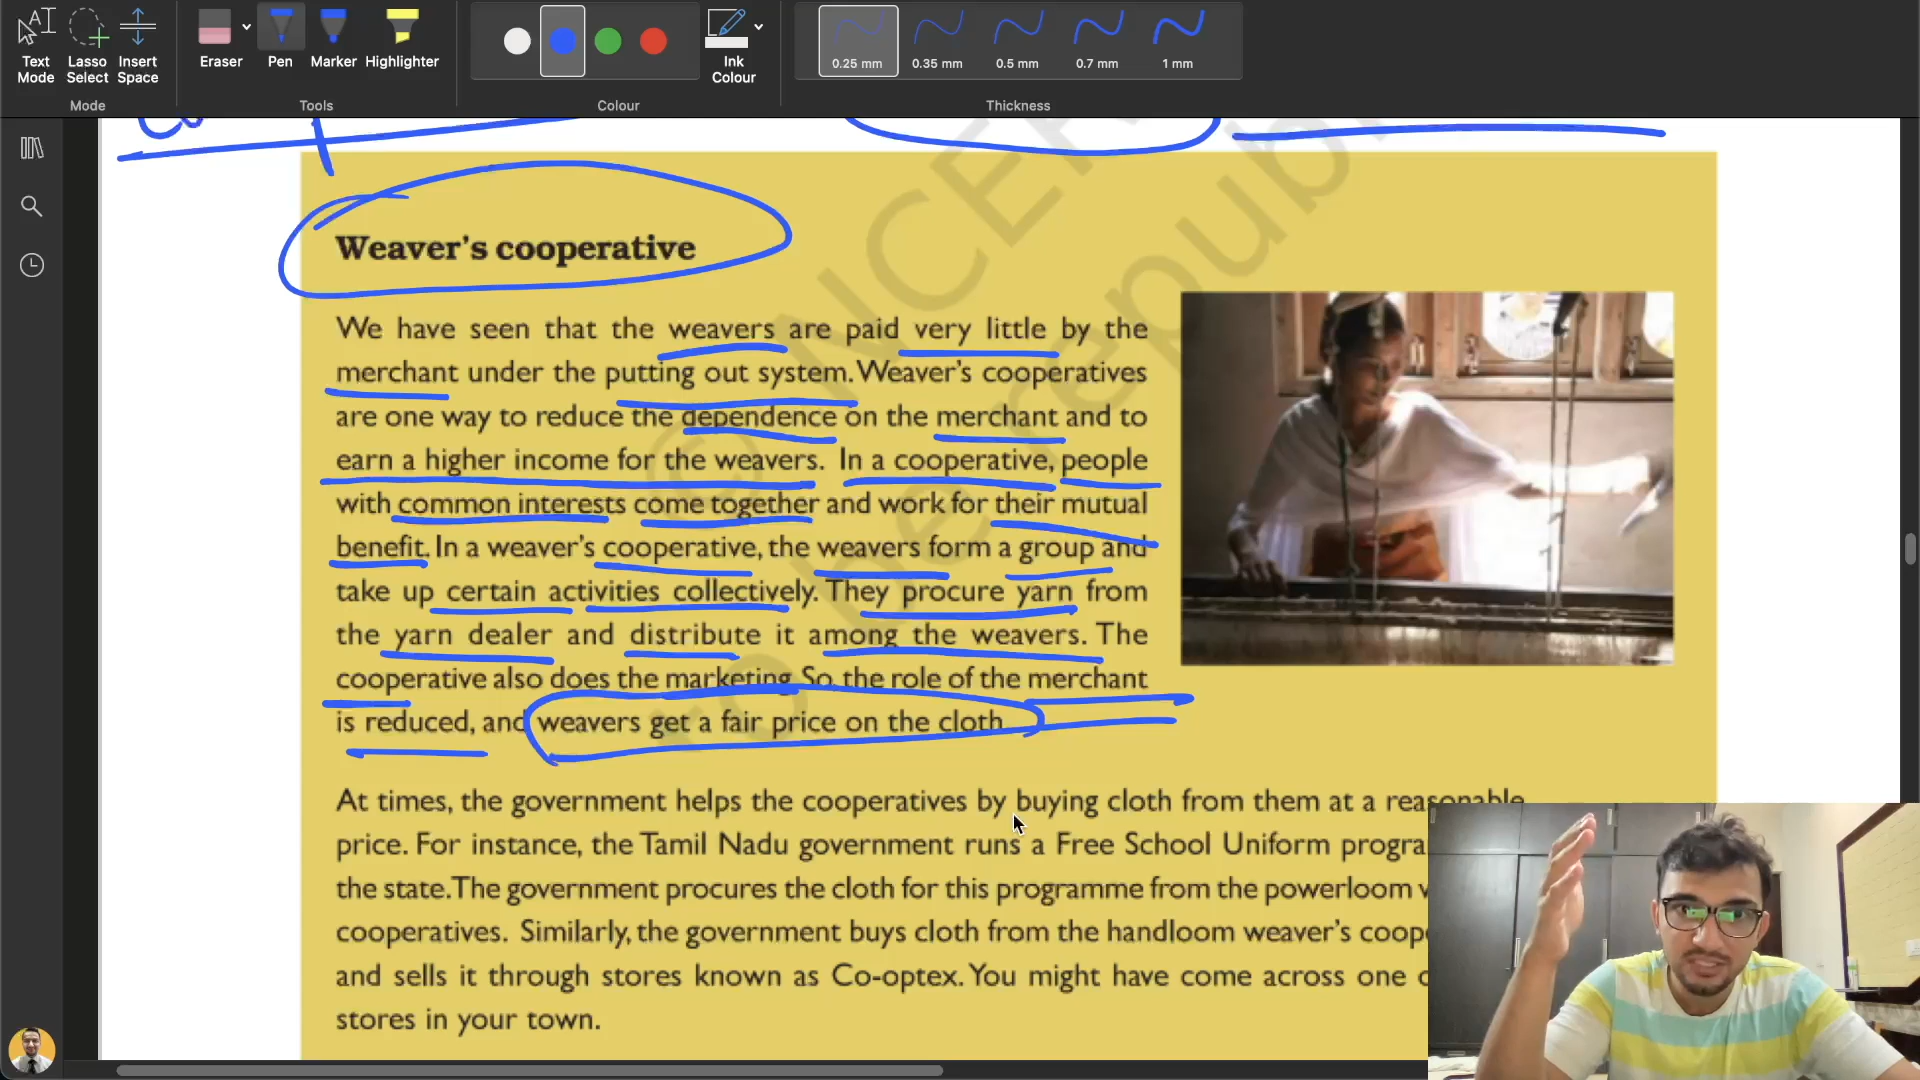 Text Mode
Lasso Select
Insert Space
Mode
Eraser
Pen
Marker
Highlighter
Tools
Colour
Ink Colour
0.25 mm
0.35 mm
0.5 mm
0.7 mm
1 mm
Thickness
Weaver's cooperative
We have seen that the weavers are paid very little by the
merchant under the putting out system. Weaver's cooperatives
are one way to reduce the dependence on the merchant and to
earn a higher income for the weavers. In a cooperative, people
with common interests come together and work for their mutual
benefit. In a weaver's cooperative, the weavers form a group and
take up certain activities collectively. They procure yarn from
the yarn dealer and distribute it among the weavers. The
cooperative also does the marketing. So, the role of the merchant
is reduced, and weavers get a fair price on the cloth.
At times, the government helps the cooperatives by buying cloth from them at a reasonable
price. For instance, the Tamil Nadu government runs a Free School Uniform progra
the state. The government procures the cloth for this programme from the powerloom
cooperatives. Similarly, the government buys cloth from the handloom weaver's coop
and sells it through stores known as Co-optex. You might have come across one
stores in your town.
© NCER
to be republ